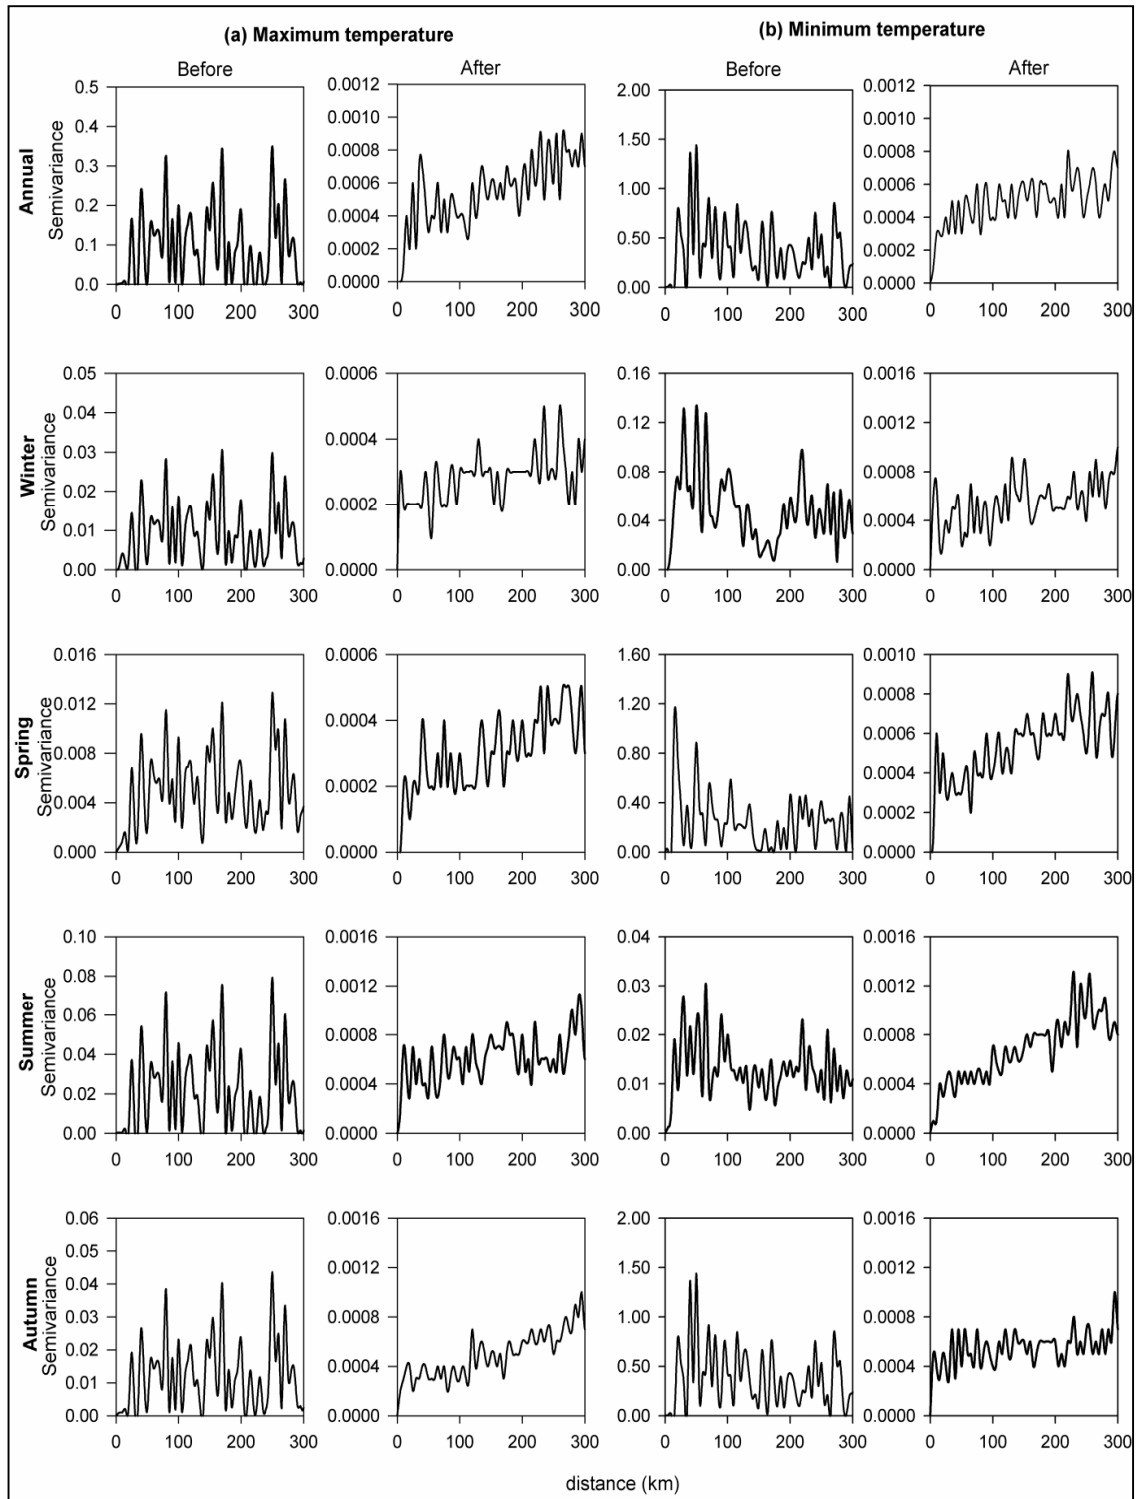 (a) Maximum temperature
(b) Minimum temperature
Before
After
Before
After
Annual
Semivariance
0.5
0.4
0.3
0.2
0.1
0.0
0 100 200 300
0.0012
0.0010
0.0008
0.0006
0.0004
0.0002
0.0000
0 100 200 300
2.00
1.50
1.00
0.50
0.00
0 100 200 300
0.0012
0.0010
0.0008
0.0006
0.0004
0.0002
0.0000
0 100 200 300
Winter
Semivariance
0.05
0.04
0.03
0.02
0.01
0.00
0 100 200 300
0.0006
0.0004
0.0002
0.0000
0 100 200 300
0.16
0.12
0.08
0.04
0.00
0 100 200 300
0.0016
0.0012
0.0008
0.0004
0.0000
0 100 200 300
Spring
Semivariance
0.016
0.012
0.008
0.004
0.000
0 100 200 300
0.0006
0.0004
0.0002
0.0000
0 100 200 300
1.60
1.20
0.80
0.40
0.00
0 100 200 300
0.0010
0.0008
0.0006
0.0004
0.0002
0.0000
0 100 200 300
Summer
Semivariance
0.10
0.08
0.06
0.04
0.02
0.00
0 100 200 300
0.0016
0.0012
0.0008
0.0004
0.0000
0 100 200 300
0.04
0.03
0.02
0.01
0.00
0 100 200 300
0.0016
0.0012
0.0008
0.0004
0.0000
0 100 200 300
Autumn
Semivariance
0.06
0.05
0.04
0.03
0.02
0.01
0.00
0 100 200 300
0.0016
0.0012
0.0008
0.0004
0.0000
0 100 200 300
2.00
1.50
1.00
0.50
0.00
0 100 200 300
0.0016
0.0012
0.0008
0.0004
0.0000
0 100 200 300
distance (km)